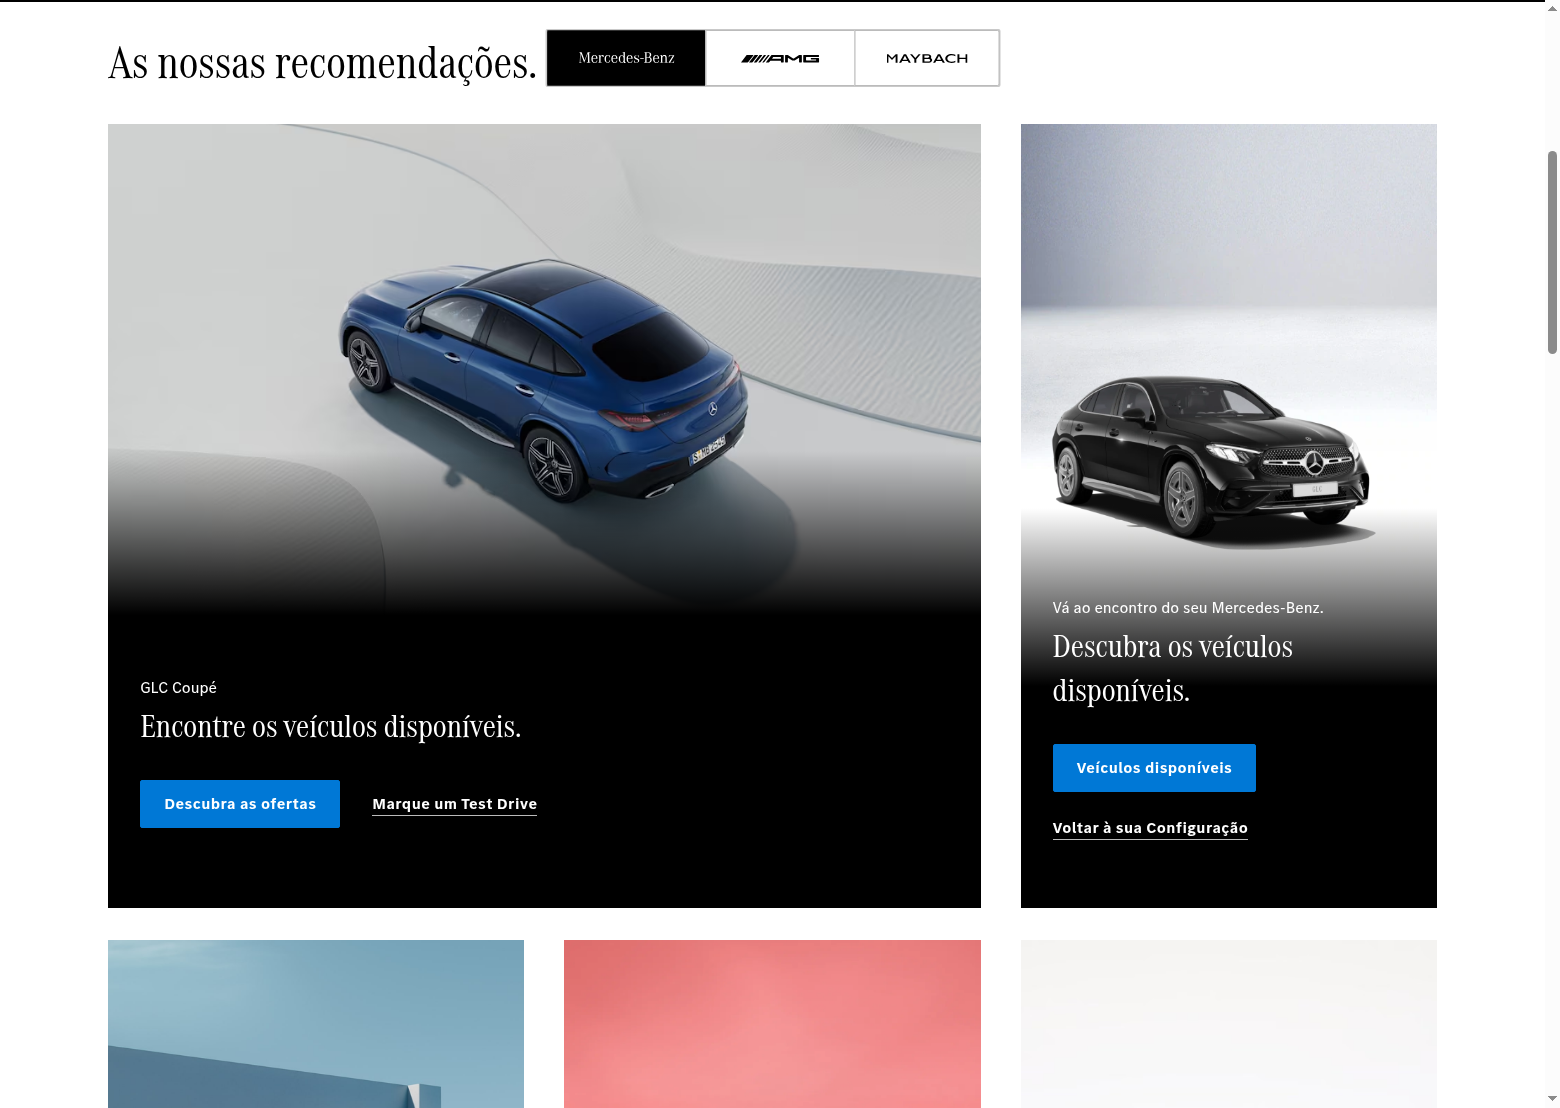 As nossas recomendações.
Mercedes-Benz
AMG
MAYBACH
GLC Coupé
Encontre os veículos disponíveis.
Descubra as ofertas
Marque um Test Drive
GLC
Vá ao encontro do seu Mercedes-Benz.
Descubra os veículos
disponíveis.
Veículos disponíveis
Voltar à sua Configuração